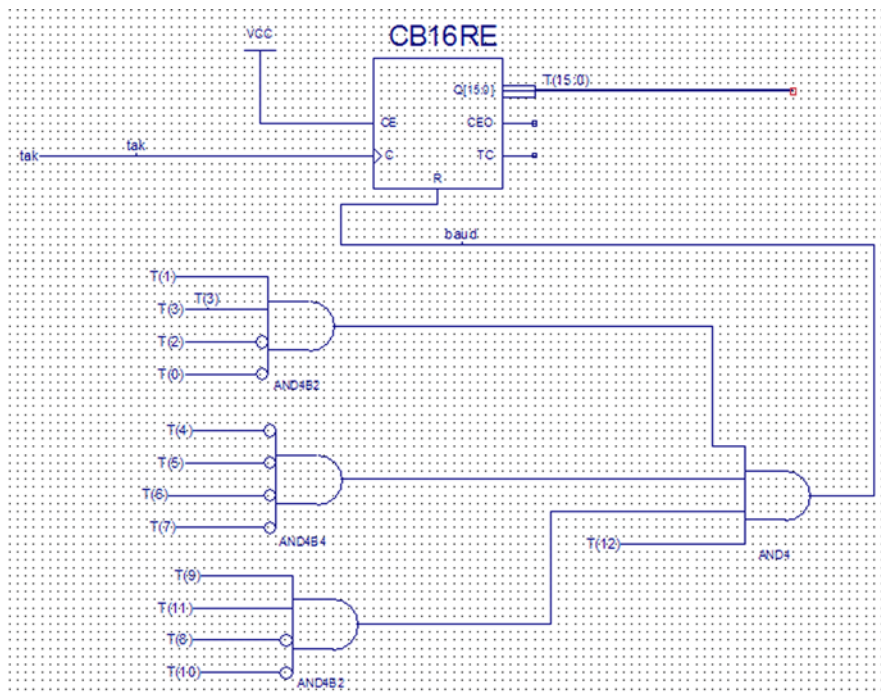 VCC
CB16RE
Q[15:0]
T(15:0)
CE
CEO
tak
tak
C
TC
R
baud
T(1)
T(3)
T(3)
T(2)
T(0)
AND4B2
T(4)
T(5)
T(6)
T(7)
AND4B4
T(12)
AND4
T(9)
T(11)
T(8)
T(10)
AND4B2